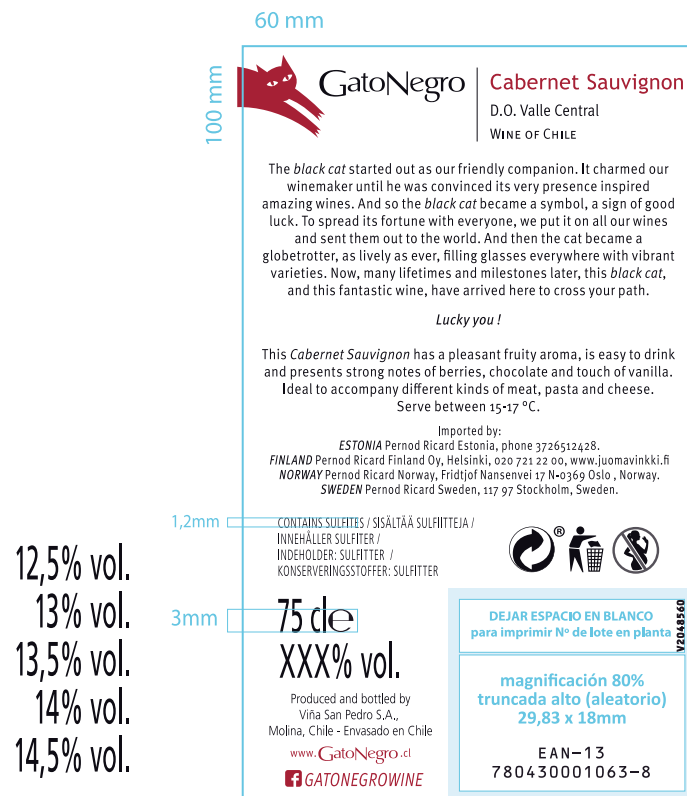 60 mm
100 mm
GatoNegro
Cabernet Sauvignon
D.O. Valle Central
WINE OF CHILE
The black cat started out as our friendly companion. It charmed our
winemaker until he was convinced its very presence inspired
amazing wines. And so the black cat became a symbol, a sign of good
luck. To spread its fortune with everyone, we put it on all our wines
and sent them out to the world. And then the cat became a
globetrotter, as lively as ever, filling glasses everywhere with vibrant
varieties. Now, many lifetimes and milestones later, this black cat,
and this fantastic wine, have arrived here to cross your path.
Lucky you !
This Cabernet Sauvignon has a pleasant fruity aroma, is easy to drink
and presents strong notes of berries, chocolate and touch of vanilla.
Ideal to accompany different kinds of meat, pasta and cheese.
Serve between 15-17 °C.
Imported by:
ESTONIA Pernod Ricard Estonia, phone 3726512428.
FINLAND Pernod Ricard Finland Oy, Helsinki, 020 721 22 00, www.juomavinkki.fi
NORWAY Pernod Ricard Norway, Fridtjof Nansenvei 17 N-0369 Oslo , Norway.
SWEDEN Pernod Ricard Sweden, 117 97 Stockholm, Sweden.
1,2mm
CONTAINS SULFITES / SISÄLTÄÄ SULFIITTEJA /
INNEHÅLLER SULFITER /
INDEHOLDER: SULFITTER /
KONSERVERINGSSTOFFER: SULFITTER
®
12,5% vol.
13% vol.
13,5% vol.
14% vol.
14,5% vol.
3mm
75 cl e
XXX% vol.
Produced and bottled by
Viña San Pedro S.A.,
Molina, Chile - Envasado en Chile
www.GatoNegro.cl
f GATONEGROWINE
DEJAR ESPACIO EN BLANCO
para imprimir Nº de lote en planta
V2048560
magnificación 80%
truncada alto (aleatorio)
29,83 x 18mm
EAN-13
780430001063-8